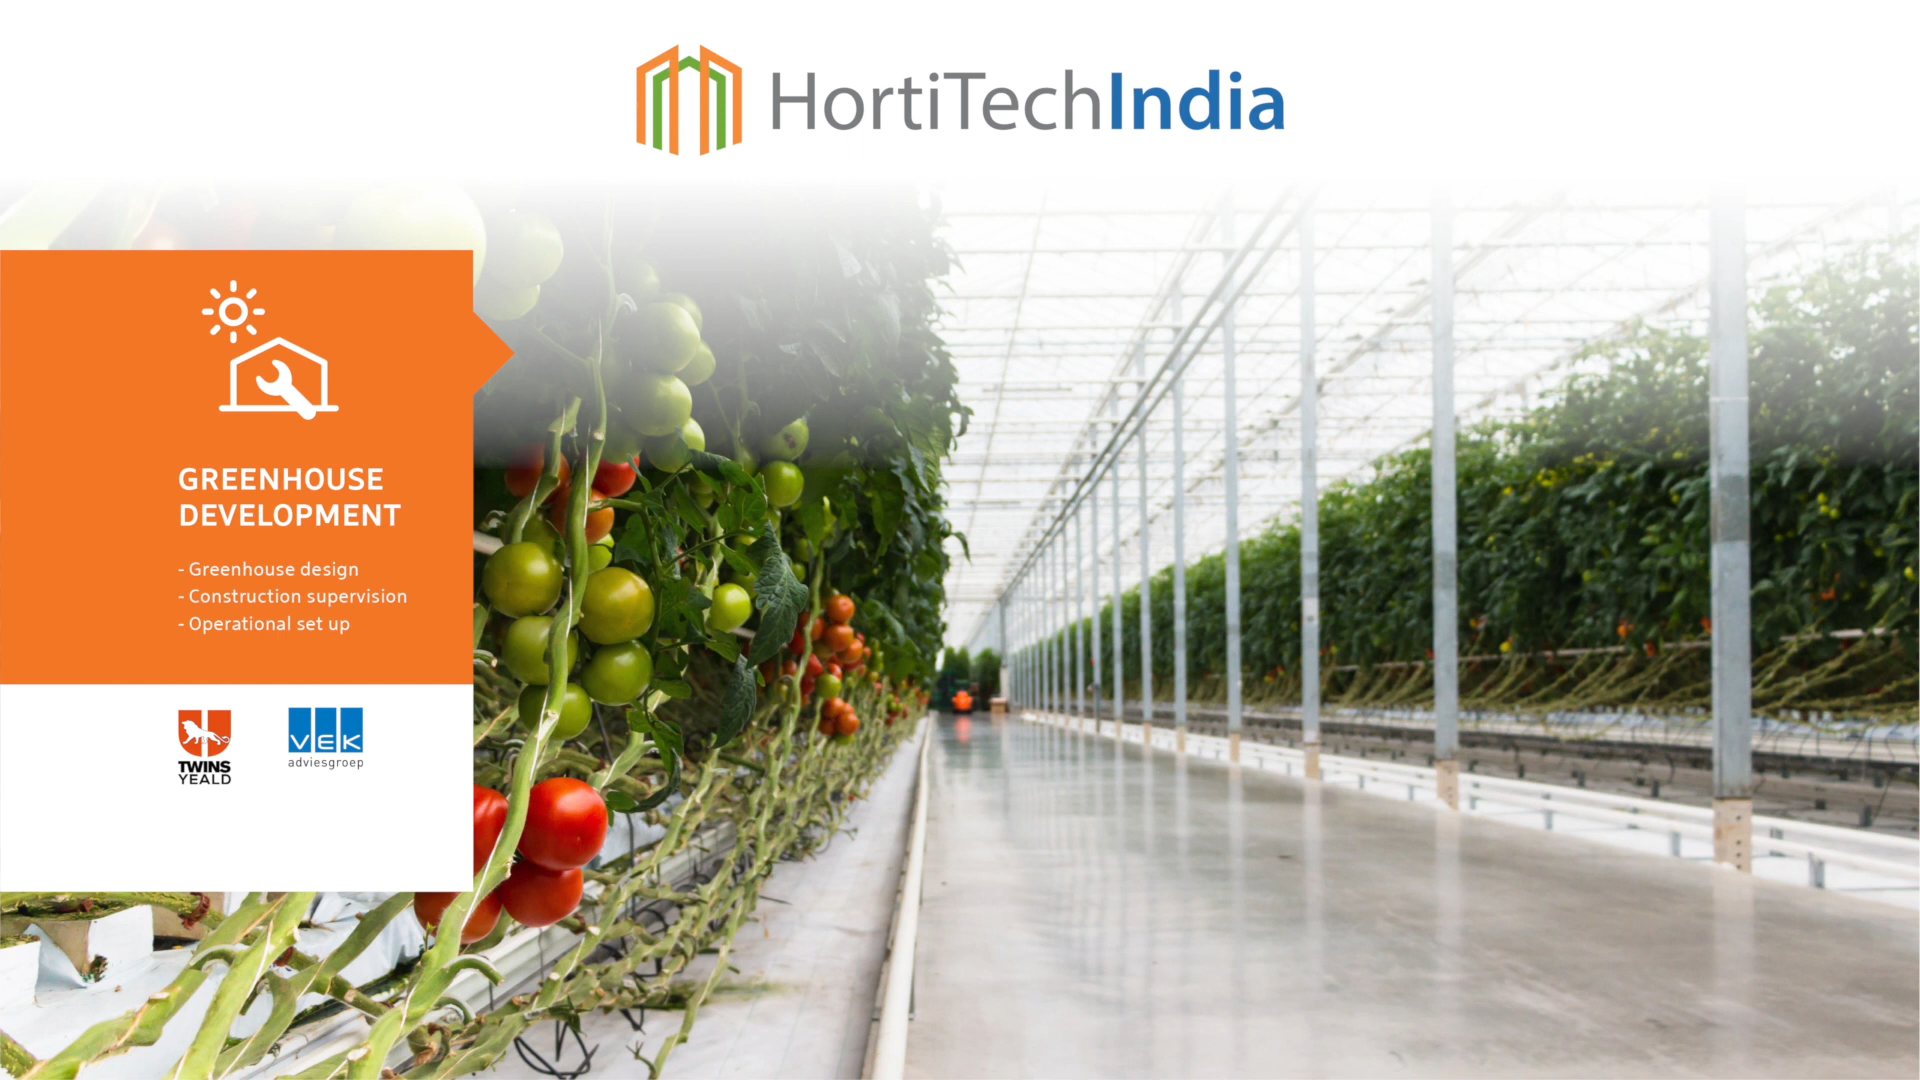 HortiTechIndia
GREENHOUSE
DEVELOPMENT
- Greenhouse design
- Construction supervision
- Operational set up
TWINS
YEALD
VEK
adviesgroep